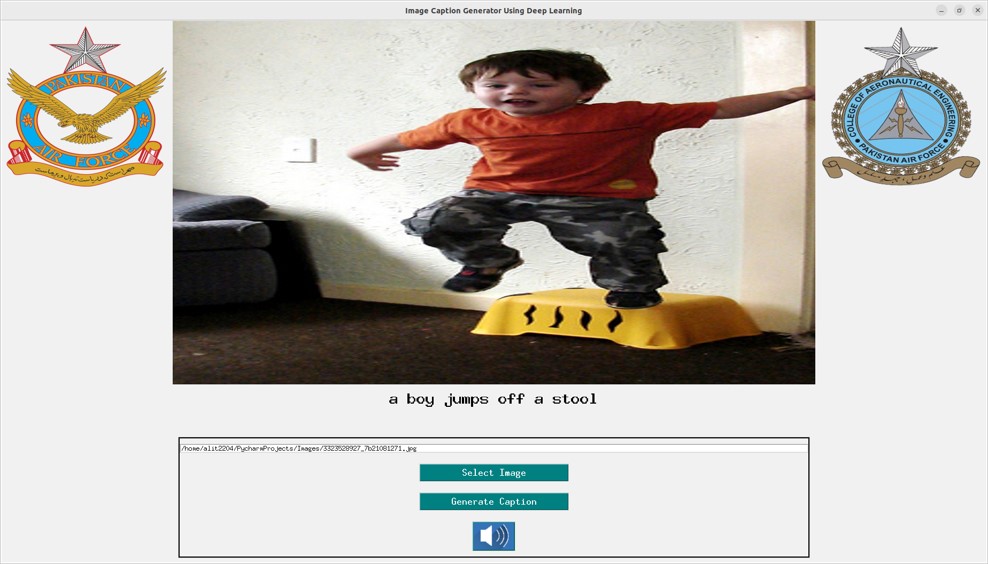 Image Caption Generator Using Deep Learning
PAKISTAN
AIR FORCE
COLLEGE OF AERONAUTICAL ENGINEERING
PAKISTAN AIR FORCE
a boy jumps off a stool
/home/alit2204/PycharmProjects/Images/3323528927_7b21081271.jpg
Select Image
Generate Caption